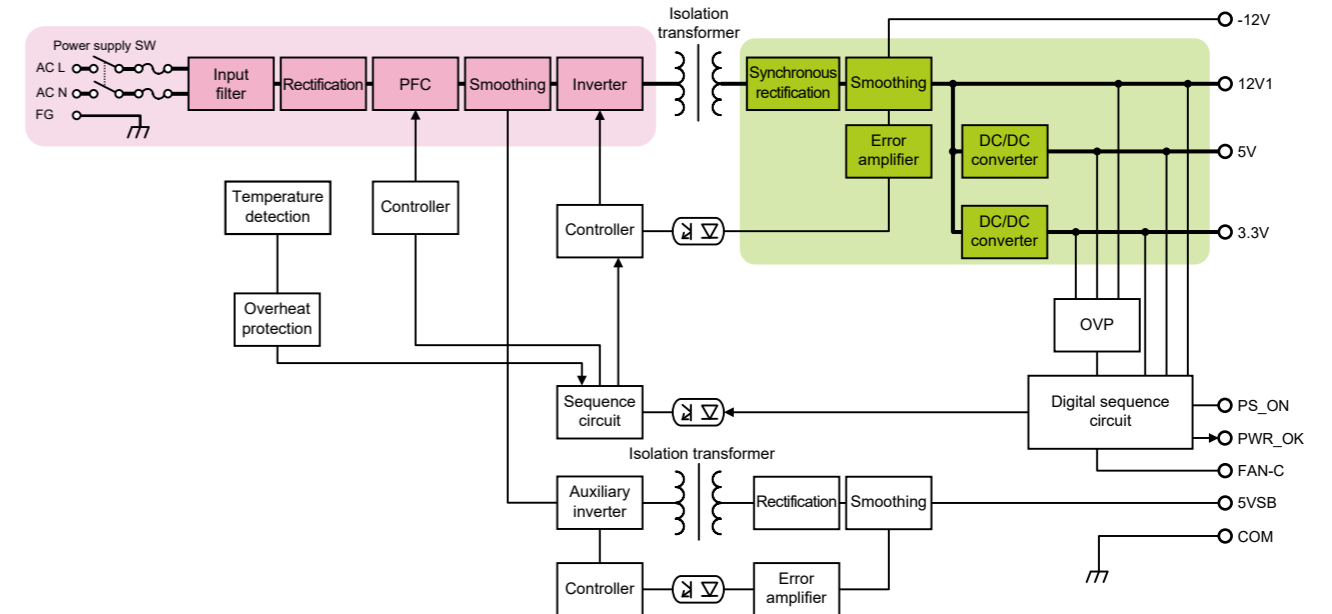 Isolation
transformer
-12V
Power supply SW
AC L
AC N
FG
Input
filter
Rectification
PFC
Smoothing
Inverter
Synchronous
rectification
Smoothing
12V1
Error
amplifier
DC/DC
converter
5V
Temperature
detection
Controller
Controller
DC/DC
converter
3.3V
Overheat
protection
OVP
Sequence
circuit
Digital sequence
circuit
PS_ON
PWR_OK
FAN-C
Isolation transformer
Auxiliary
inverter
Rectification
Smoothing
5VSB
COM
Controller
Error
amplifier